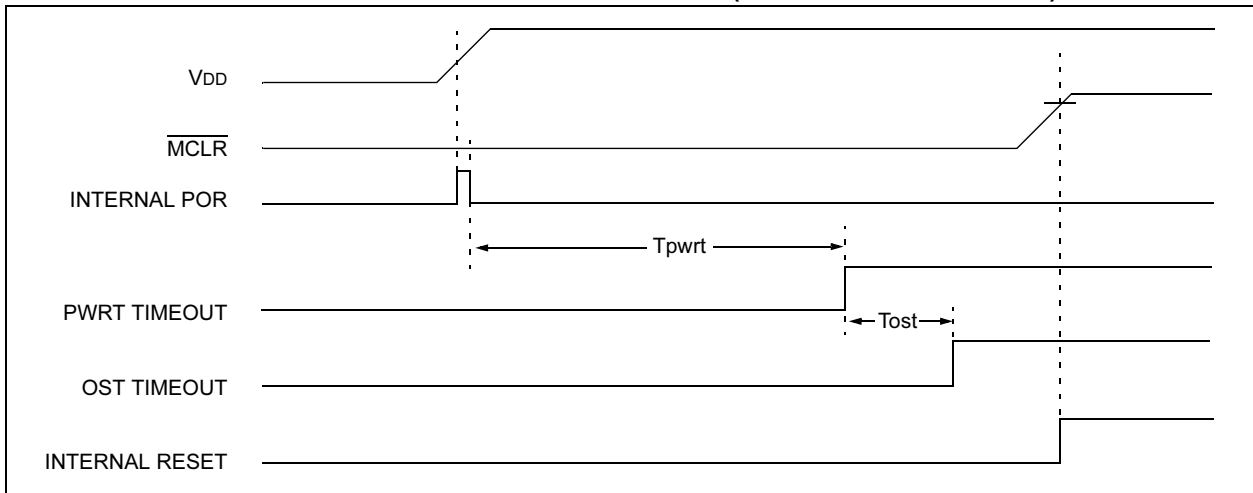 VDD
MCLR
INTERNAL POR
Tpwrt
PWRT TIMEOUT
Tost
OST TIMEOUT
INTERNAL RESET